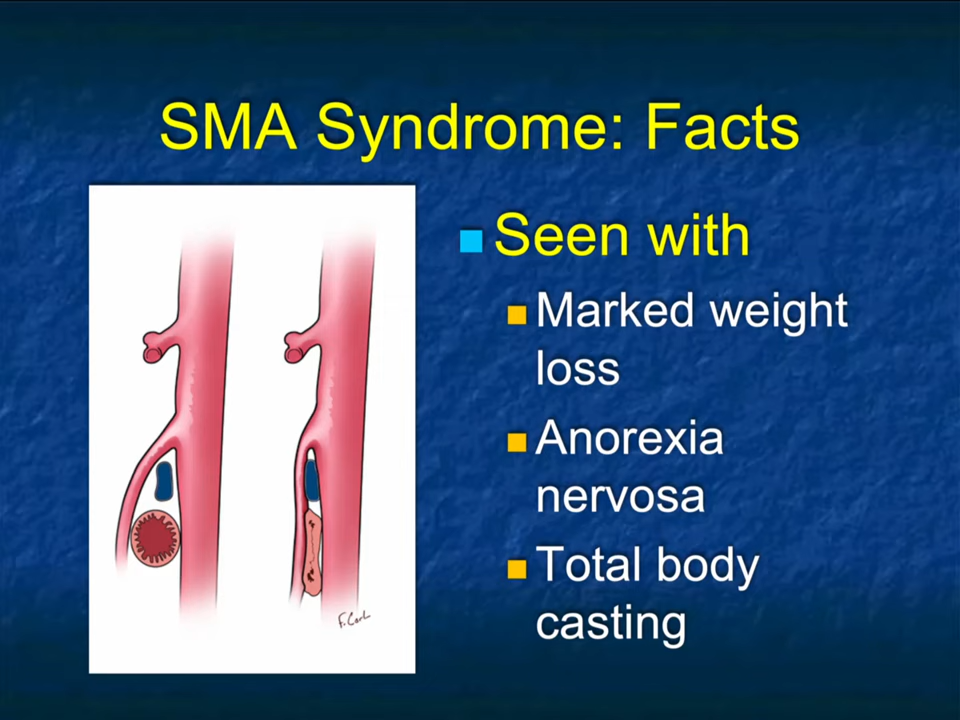 SMA Syndrome: Facts
Seen with
Marked weight
loss
Anorexia
nervosa
Total body
casting